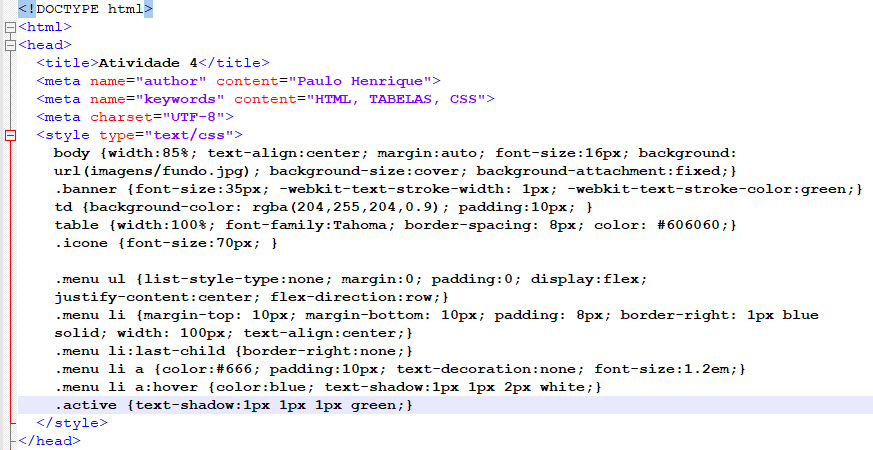 <!DOCTYPE html>
<html>
<head>
<title>Atividade 4</title>
<meta name="author" content="Paulo Henrique">
<meta name="keywords" content="HTML, TABELAS, CSS">
<meta charset="UTF-8">
<style type="text/css">
body {width:85%; text-align:center; margin:auto; font-size:16px; background:
url(imagens/fundo.jpg); background-size:cover; background-attachment:fixed;}
.banner {font-size:35px; -webkit-text-stroke-width: 1px; -webkit-text-stroke-color:green;}
td {background-color: rgba(204,255,204,0.9); padding:10px; }
table {width:100%; font-family:Tahoma; border-spacing: 8px; color: #606060;}
.icone {font-size:70px; }
.menu ul {list-style-type:none; margin:0; padding:0; display:flex;
justify-content:center; flex-direction:row;}
.menu li {margin-top: 10px; margin-bottom: 10px; padding: 8px; border-right: 1px blue
solid; width: 100px; text-align:center;}
.menu li:last-child {border-right:none;}
.menu li a {color:#666; padding:10px; text-decoration:none; font-size:1.2em;}
.menu li a:hover {color:blue; text-shadow:1px 1px 2px white;}
.active {text-shadow:1px 1px 1px green;}
</style>
</head>